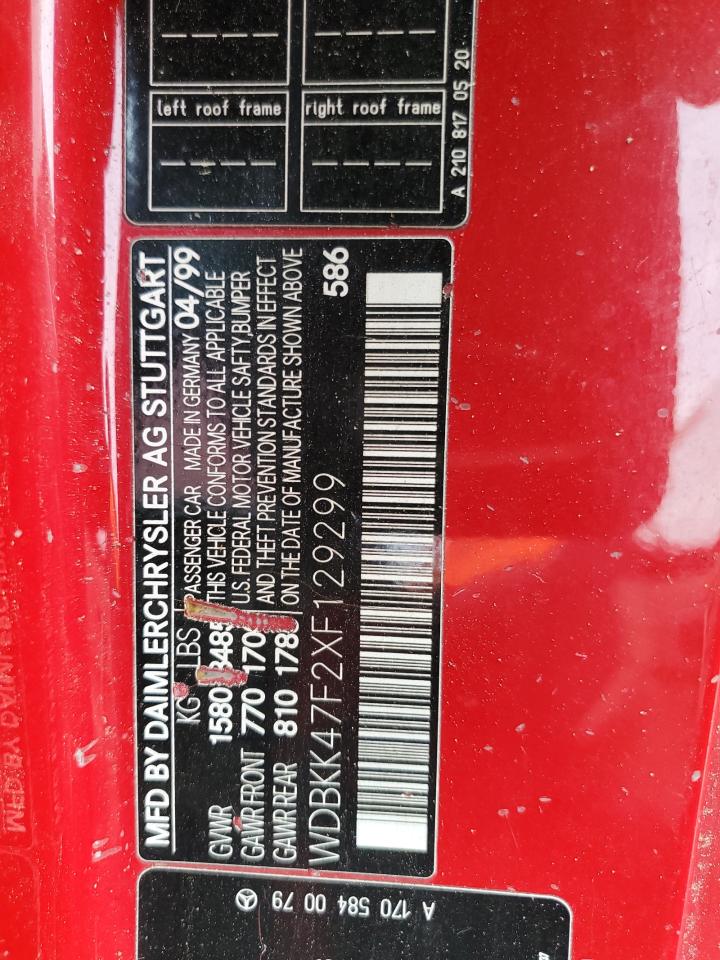 left roof frame right roof frame
A 210 817 05 20
MFD BY DAIMLERCHRYSLER AG STUTTGART
KG LBS PASSENGER CAR MADE IN GERMANY 04/99
GVWR 1580 THIS VEHICLE CONFORMS TO ALL APPLICABLE
GAWR FRONT 770 U.S. FEDERAL MOTOR VEHICLE SAFTY,BUMPER
AND THEFT PREVENTION STANDARDS IN EFFECT
GAWR REAR 810 ON THE DATE OF MANUFACTURE SHOWN ABOVE
WDBKK47F2XF129299 586
A 170 584 00 79